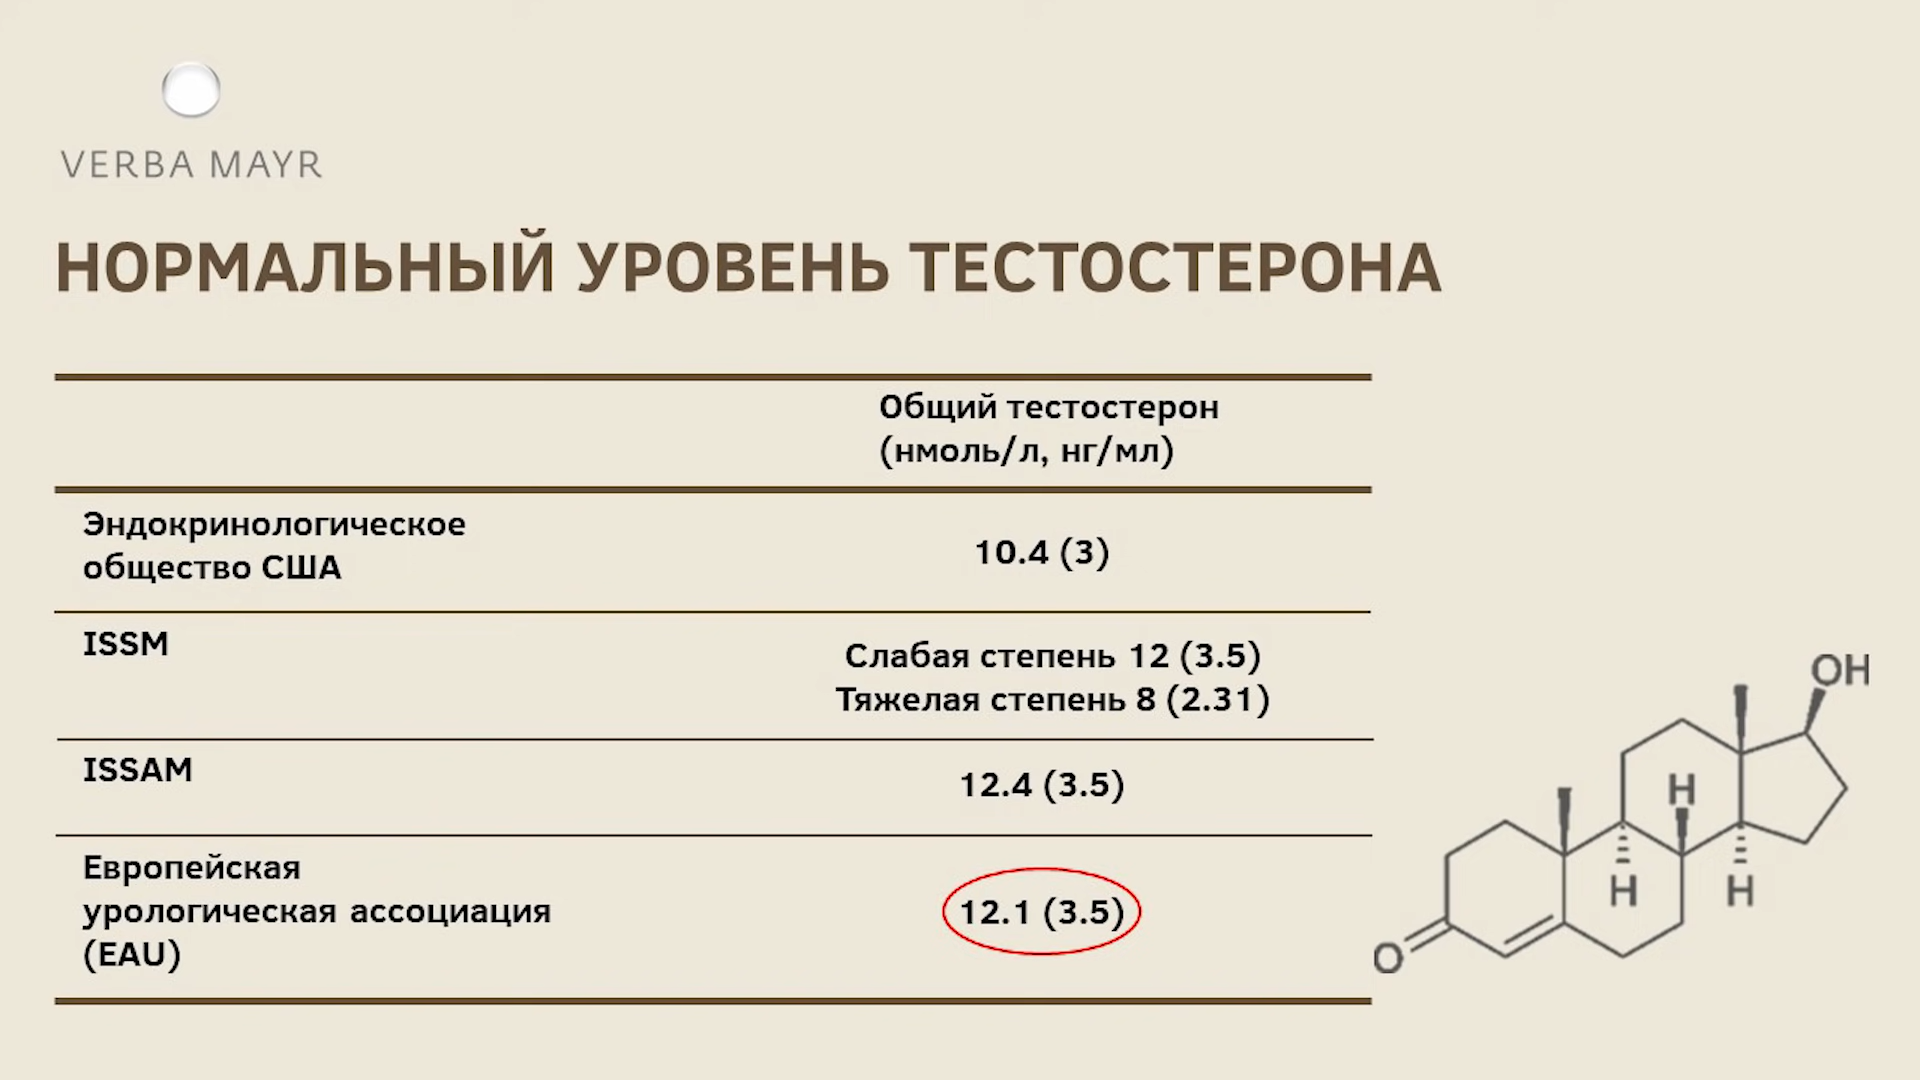 VERBA MAYR
НОРМАЛЬНЫЙ УРОВЕНЬ ТЕСТОСТЕРОНА
Общий тестостерон
(нмоль/л, нг/мл)
Эндокринологическое
общество США
10.4 (3)
ISSM
Слабая степень 12 (3.5)
Тяжелая степень 8 (2.31)
ISSAM
12.4 (3.5)
Европейская
урологическая ассоциация
(EAU)
12.1 (3.5)
OH
H
H
H
O